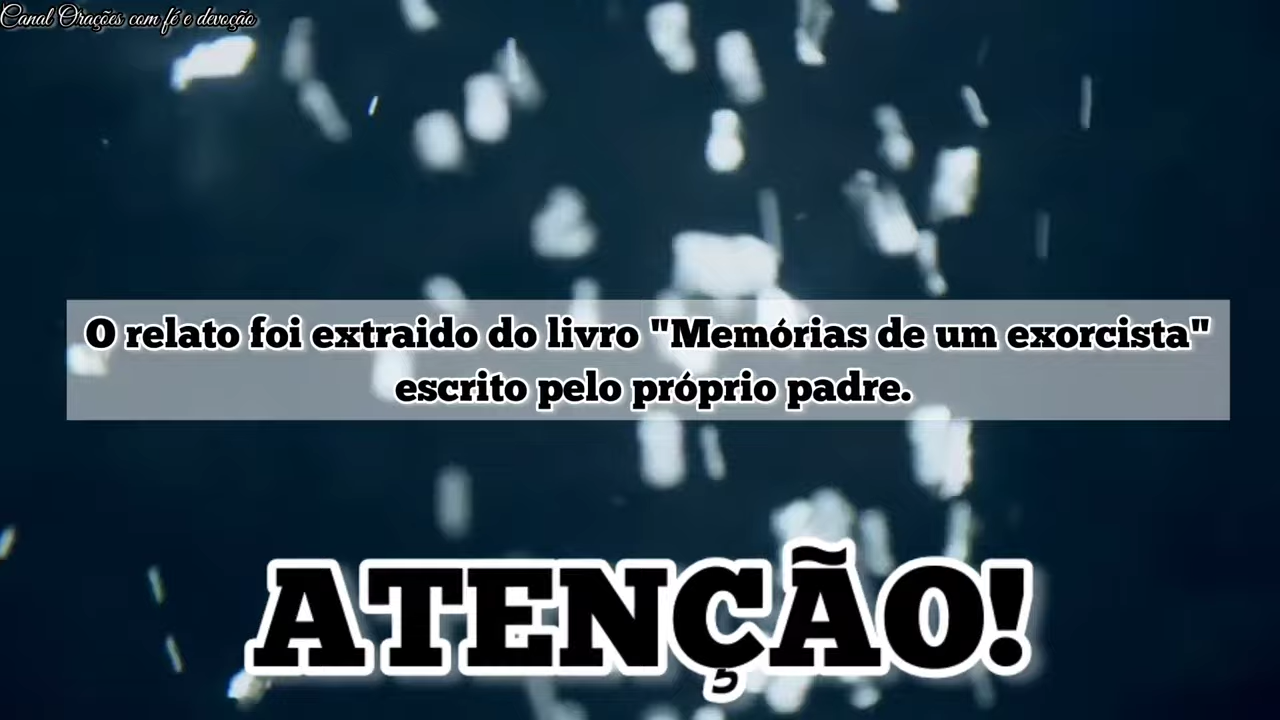 Canal Orações com fé e devoção
O relato foi extraido do livro "Memórias de um exorcista"
escrito pelo próprio padre.
ATENÇÃO!